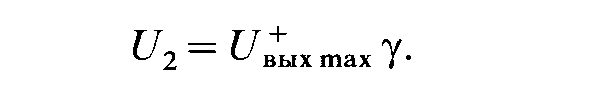 U₂ = U⁺вых max γ.